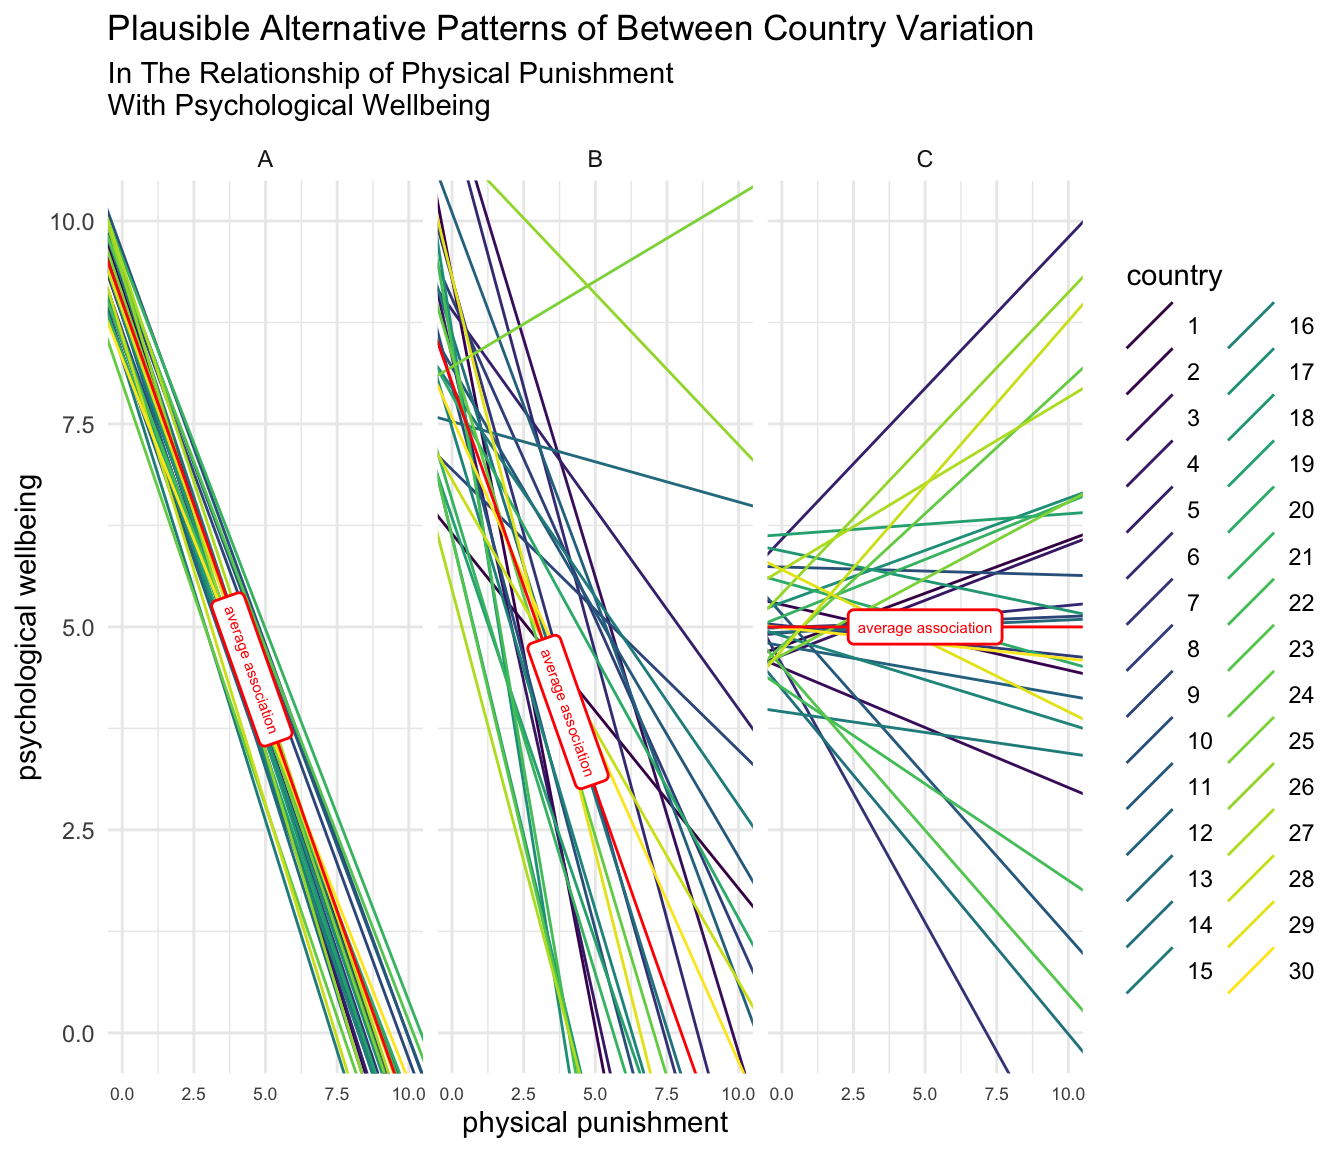 Plausible Alternative Patterns of Between Country Variation
In The Relationship of Physical Punishment
With Psychological Wellbeing
A B C
psychological wellbeing
10.0
7.5
5.0
2.5
0.0
average association
average association
average association
0.0 2.5 5.0 7.5 10.0 0.0 2.5 5.0 7.5 10.0 0.0 2.5 5.0 7.5 10.0
physical punishment
country
1 16
2 17
3 18
4 19
5 20
6 21
7 22
8 23
9 24
10 25
11 26
12 27
13 28
14 29
15 30